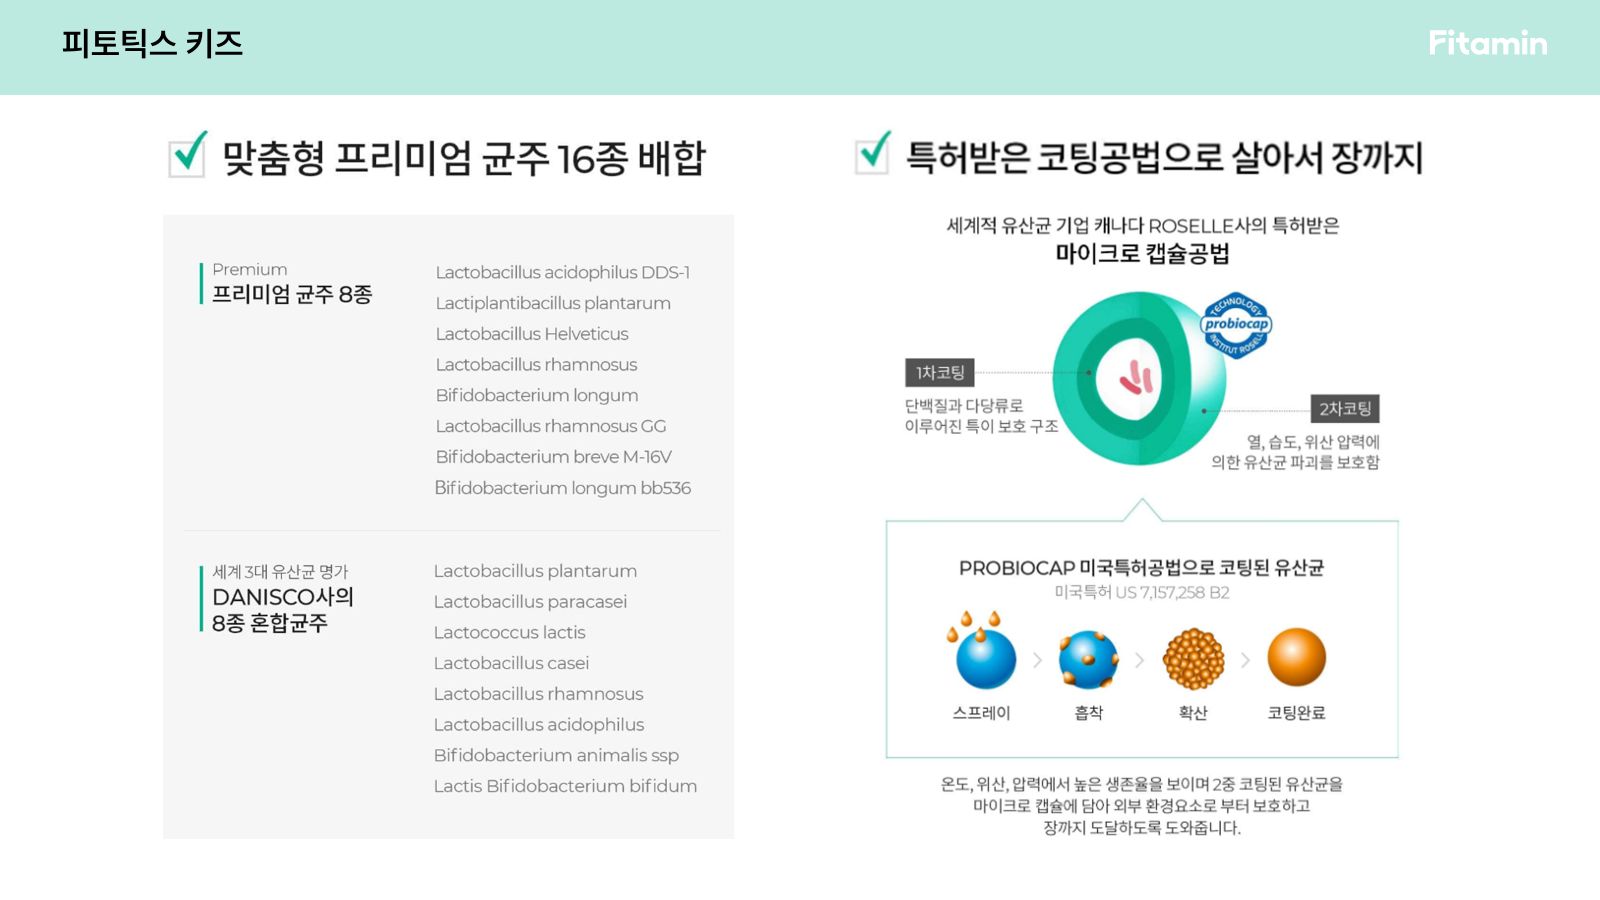 피토틱스 키즈
Fitamin
맞춤형 프리미엄 균주 16종 배합
Premium
프리미엄 균주 8종
Lactobacillus acidophilus DDS-1
Lactiplantibacillus plantarum
Lactobacillus Helveticus
Lactobacillus rhamnosus
Bifidobacterium longum
Lactobacillus rhamnosus GG
Bifidobacterium breve M-16V
Bifidobacterium longum bb536
세계 3대 유산균 명가
DANISCO사의
8종 혼합균주
Lactobacillus plantarum
Lactobacillus paracasei
Lactococcus lactis
Lactobacillus casei
Lactobacillus rhamnosus
Lactobacillus acidophilus
Bifidobacterium animalis ssp
Lactis Bifidobacterium bifidum
특허받은 코팅공법으로 살아서 장까지
세계적 유산균 기업 캐나다 ROSELLE사의 특허받은
마이크로 캡슐공법
TECHNOLOGY
probiocap
INSTITUT ROSELL
1차코팅
단백질과 다당류로
이루어진 특이 보호 구조
2차코팅
열, 습도, 위산 압력에
의한 유산균 파괴를 보호함
PROBIOCAP 미국특허공법으로 코팅된 유산균
미국특허 US 7,157,258 B2
스프레이
흡착
확산
코팅완료
온도, 위산, 압력에서 높은 생존율을 보이며 2중 코팅된 유산균을
마이크로 캡슐에 담아 외부 환경요소로 부터 보호하고
장까지 도달하도록 도와줍니다.